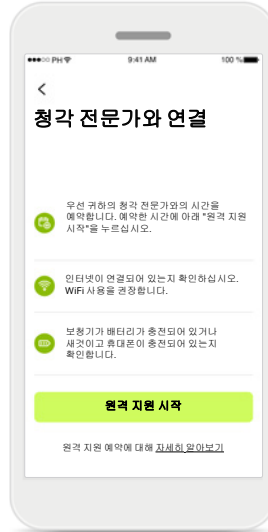 PH
9:41 AM
100 %
청각 전문가와 연결
우선 귀하의 청각 전문가와의 시간을
예약합니다. 예약한 시간에 아래 "원격 지원
시작"을 누르십시오.
인터넷이 연결되어 있는지 확인하십시오.
WiFi 사용을 권장합니다.
보청기가 배터리가 충전되어 있거나
새것이고 휴대폰이 충전되어 있는지
확인합니다.
원격 지원 시작
원격 지원 예약에 대해 자세히 알아보기